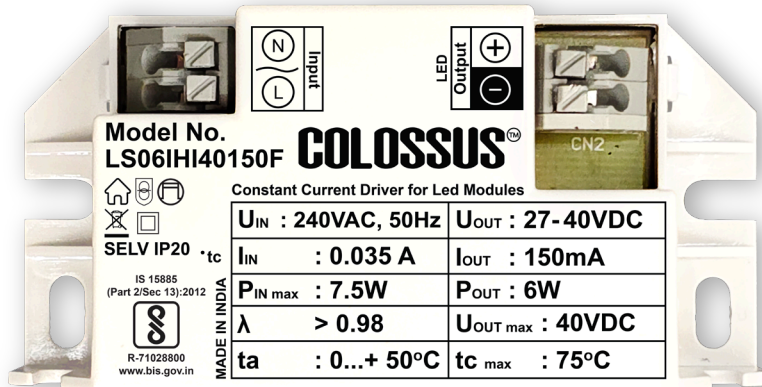 N
L
Input
LED
Output
+
−
CN2
Model No.
LS06IHI40150F
COLOSSUS™®
Constant Current Driver for Led Modules
SELV IP20
•tc
IS 15885
(Part 2/Sec 13):2012
R-71028800
www.bis.gov.in
MADE IN INDIA
UIN : 240VAC, 50Hz UOUT : 27-40VDC
IIN : 0.035 A IOUT : 150mA
PIN max : 7.5W POUT : 6W
λ > 0.98 UOUT max : 40VDC
ta : 0...+ 50°C tc max : 75°C